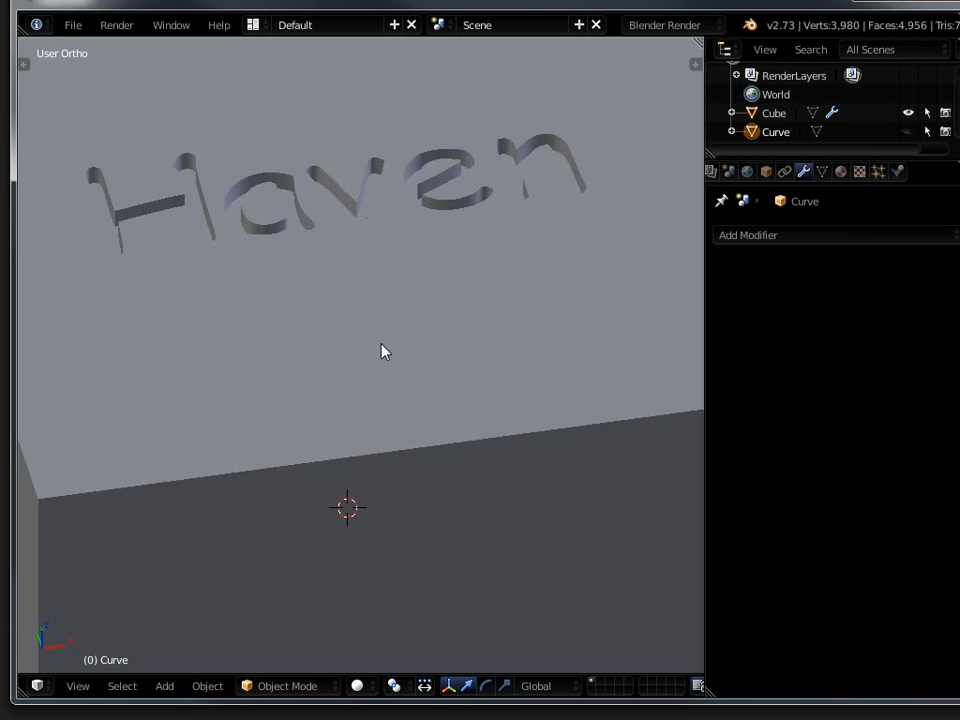 File Render Window Help Default Scene Blender Render v2.73 | Verts:3,980 | Faces:4,956 | Tris:7
User Ortho
View Search All Scenes
RenderLayers
World
Cube
Curve
Curve
Add Modifier
Haven
(0) Curve
View Select Add Object Object Mode Global